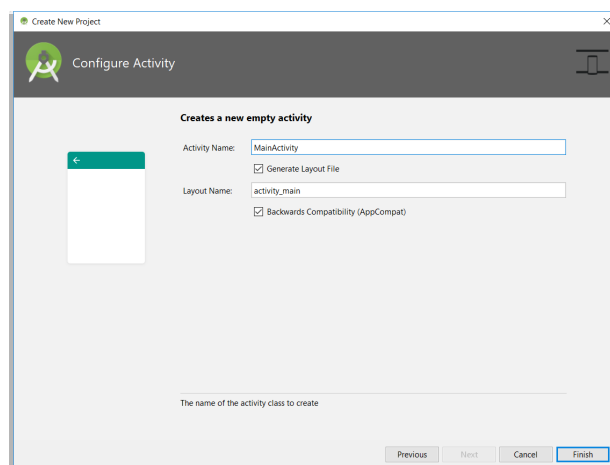 Create New Project
Configure Activity
Creates a new empty activity
Activity Name: MainActivity
Generate Layout File
Layout Name: activity_main
Backwards Compatibility (AppCompat)
The name of the activity class to create
Previous Next Cancel Finish